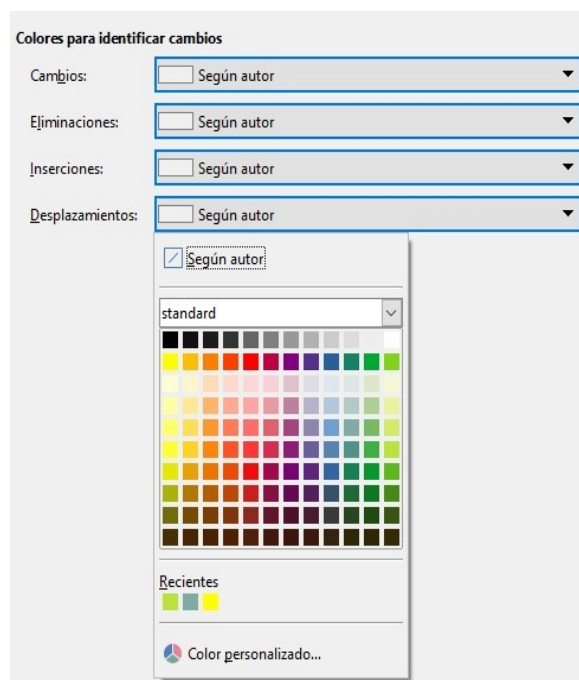 Colores para identificar cambios
Cambios: Según autor
Eliminaciones: Según autor
Inserciones: Según autor
Desplazamientos: Según autor
Según autor
standard
Recientes
Color personalizado...